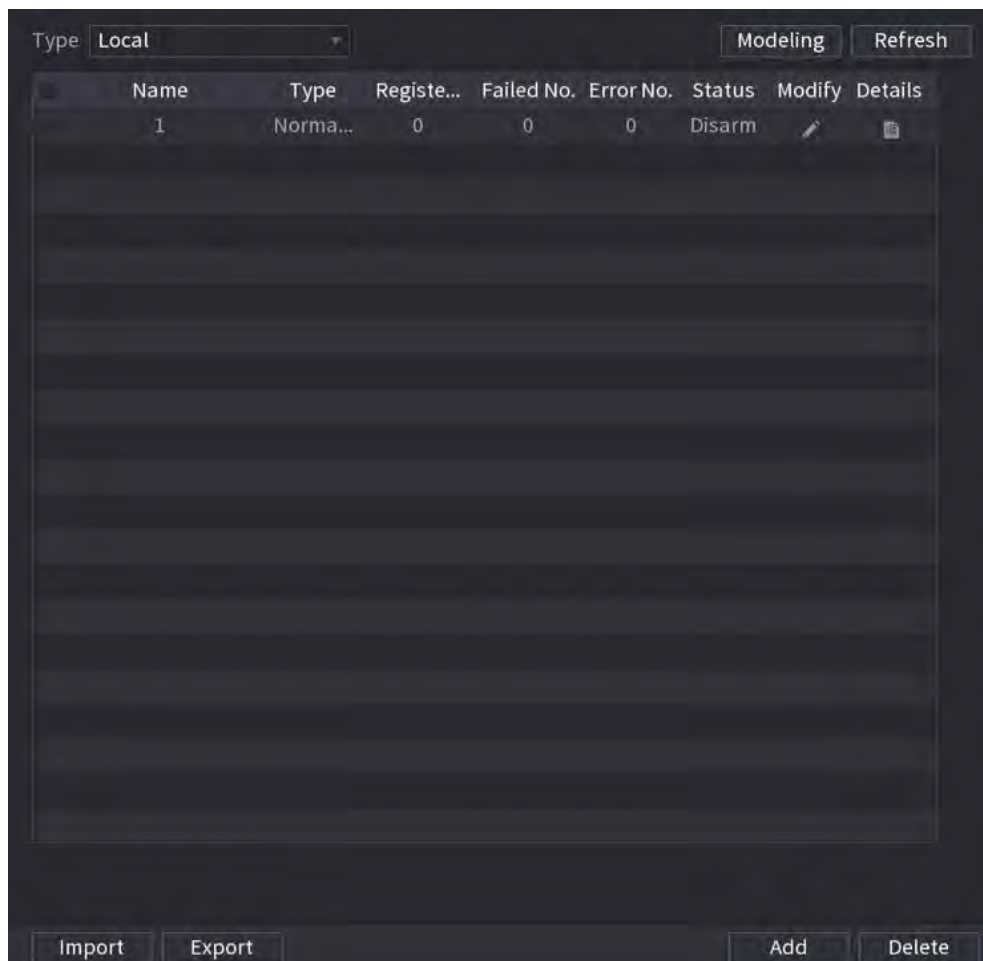 Type Local Modeling Refresh
Name Type Registe... Failed No. Error No. Status Modify Details
1 Norma... 0 0 0 Disarm
Import Export Add Delete